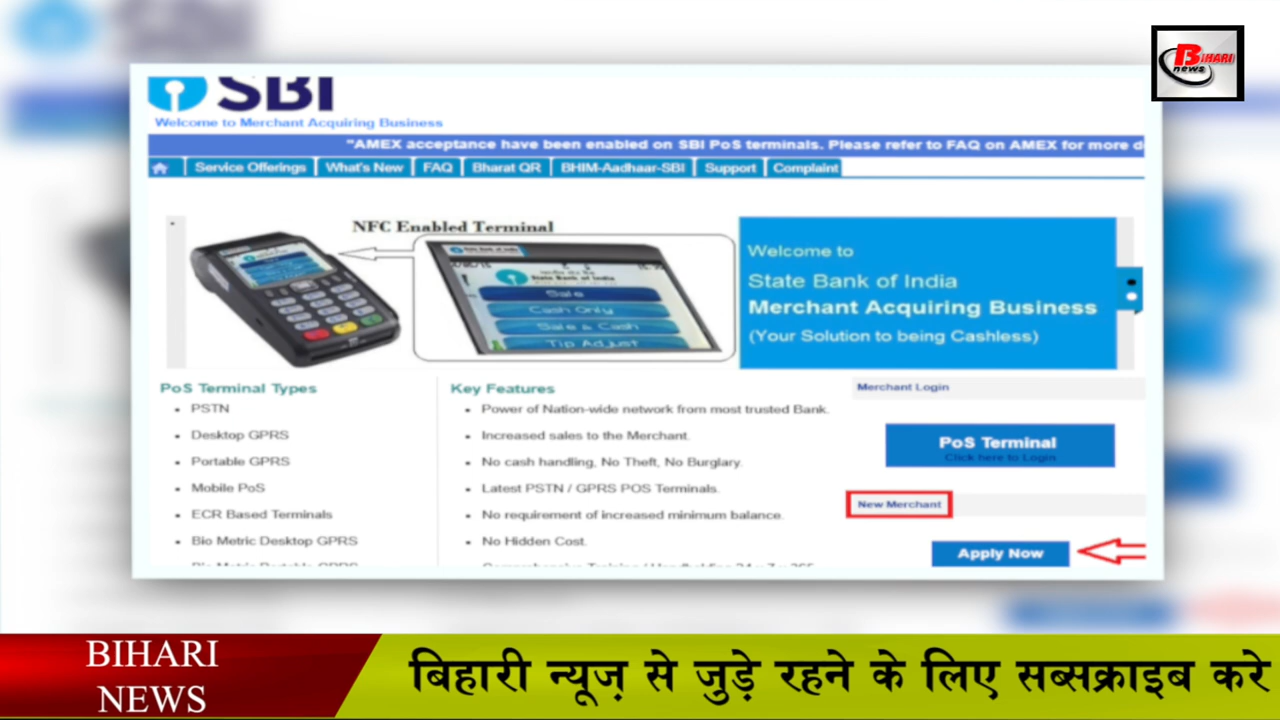 BIHARI
news
SBI
Welcome to Merchant Acquiring Business
"AMEX acceptance have been enabled on SBI PoS terminals. Please refer to FAQ on AMEX for more d
Service Offerings
What's New
FAQ
Bharat QR
BHIM-Aadhaar-SBI
Support
Complaint
NFC Enabled Terminal
State Bank of India
Sale
Cash Only
Sale & Cash
Tip Adjust
Welcome to
State Bank of India
Merchant Acquiring Business
(Your Solution to being Cashless)
PoS Terminal Types
• PSTN
• Desktop GPRS
• Portable GPRS
• Mobile PoS
• ECR Based Terminals
• Bio Metric Desktop GPRS
Key Features
• Power of Nation-wide network from most trusted Bank.
• Increased sales to the Merchant.
• No cash handling, No Theft, No Burglary.
• Latest PSTN / GPRS POS Terminals.
• No requirement of increased minimum balance.
• No Hidden Cost.
Merchant Login
PoS Terminal
Click here to Login
New Merchant
Apply Now
BIHARI
NEWS
बिहारी न्यूज़ से जुड़े रहने के लिए सब्सक्राइब करे